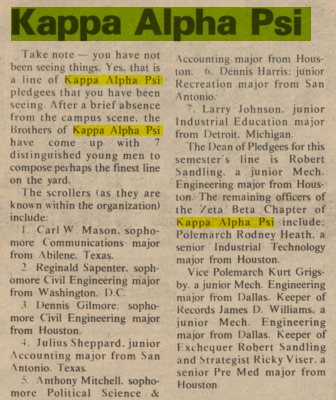 Kappa Alpha Psi
Take note — you have not
been seeing things. Yes, that is
a line of Kappa Alpha Psi
pledgees that you have been
seeing. After a brief absence
from the campus scene, the
Brothers of Kappa Alpha Psi
have come up with 7
distinguished young men to
compose perhaps the finest line
on the yard.
The scrollers (as they are
known within the organization)
include:
1. Carl W. Mason, sopho-
more Communications major
from Abilene, Texas.
2. Reginald Sapenter, soph-
omore Civil Engineering major
from Washington, D.C.
3. Dennis Gilmore, sopho-
more Civil Engineering major
from Houston.
4. Julius Sheppard, junior
Accounting major from San
Antonio, Texas.
5. Anthony Mitchell, sopho-
more Political Science &
Accounting major from Hous-
ton. 6. Dennis Harris; junior
Recreation major from San
Antonio.
7. Larry Johnson, junior
Industrial Education major
from Detroit, Michigan.
The Dean of Pledgees for this
semester's line is Robert
Sandling, a junior Mech.
Engineering major from Hous-
ton. The remaining officers of
the Zeta Beta Chapter of
Kappa Alpha Psi include:
Polemarch Rodney Heath, a
senior Industrial Technology
major from Houston.
Vice Polemarch Kurt Grigs-
by, a junior Mech. Engineering
major from Dallas. Keeper of
Records James D. Williams, a
junior Mech. Engineering
major from Dallas. Keeper of
Exchequer Robert Sandling
and Strategist Ricky Viser, a
senior Pre Med major from
Houston.